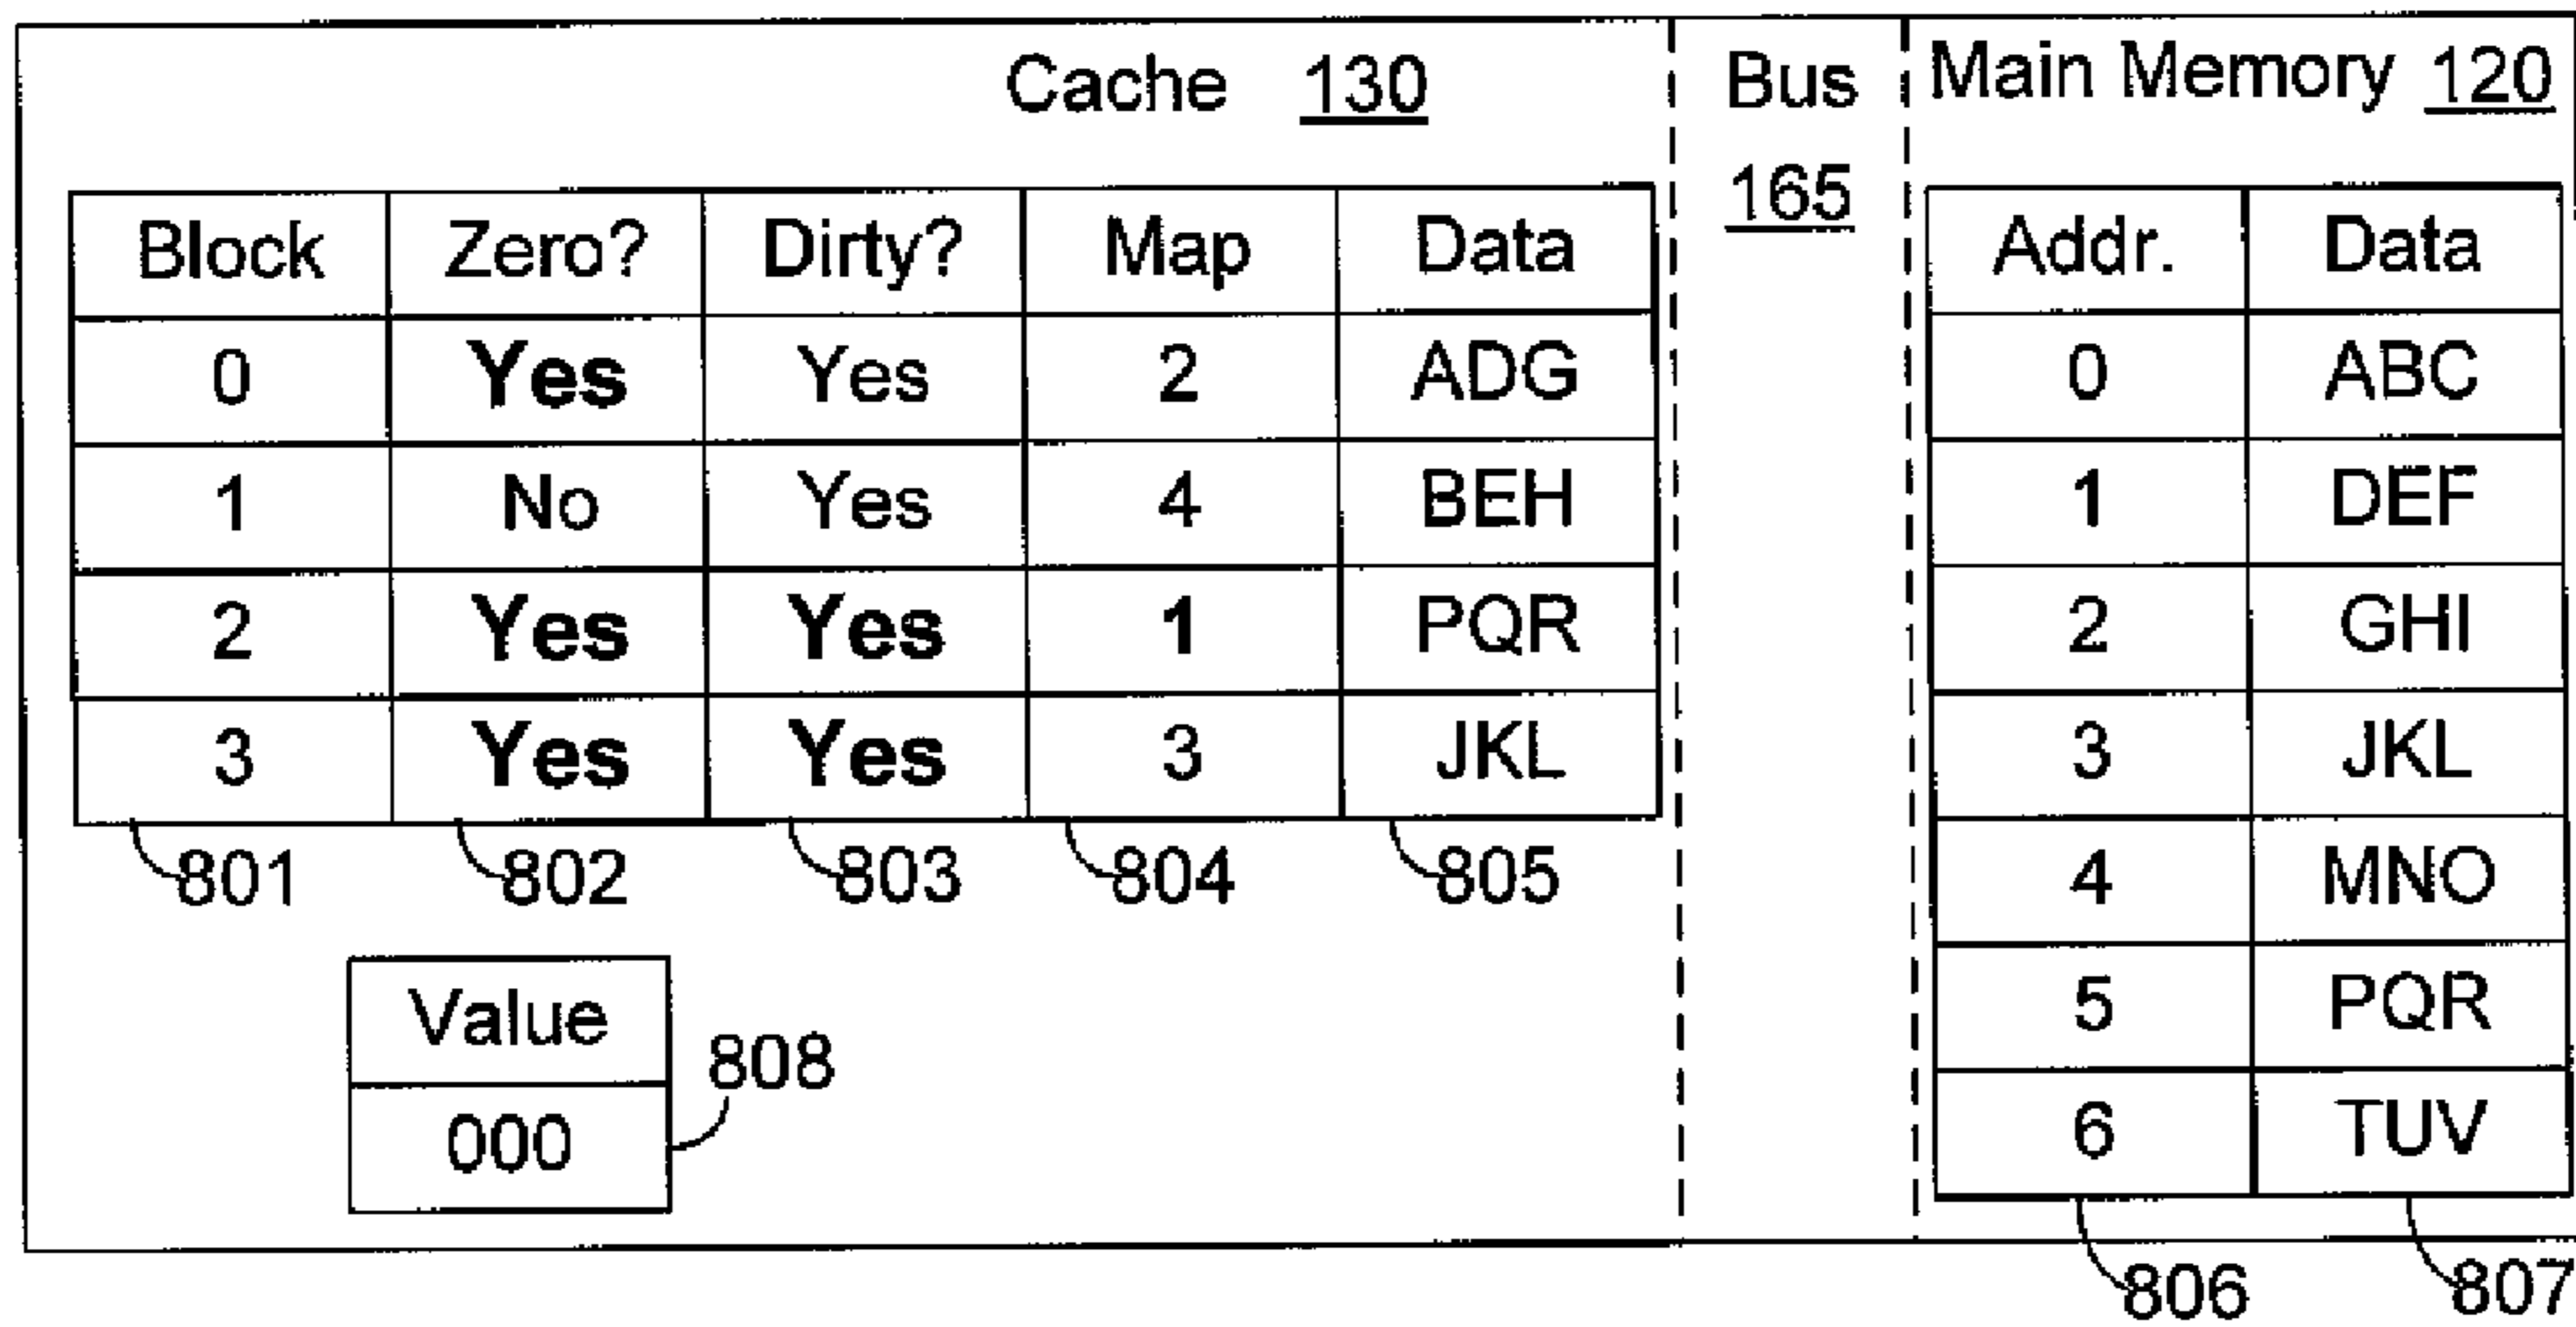 Cache 130 Bus Main Memory 120
165
Block Zero? Dirty? Map Data Addr. Data
0 Yes Yes 2 ADG 0 ABC
1 No Yes 4 BEH 1 DEF
2 Yes Yes 1 PQR 2 GHI
3 Yes Yes 3 JKL 3 JKL
801 802 803 804 805 4 MNO
Value 5 PQR
808
000 6 TUV
806 807